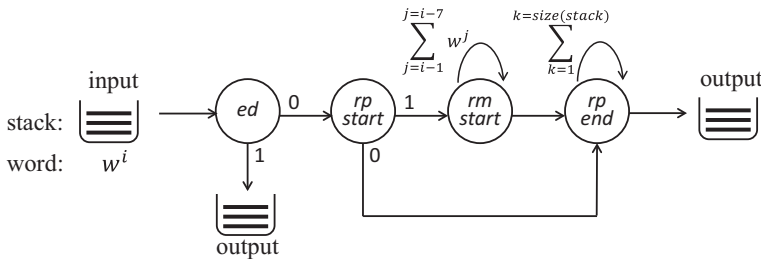 j=i-7
∑ w^j
j=i-1
k=size(stack)
∑
k=1
input
output
stack:
ed
0
rp
start
1
rm
start
rp
end
word:
w^i
1
0
output